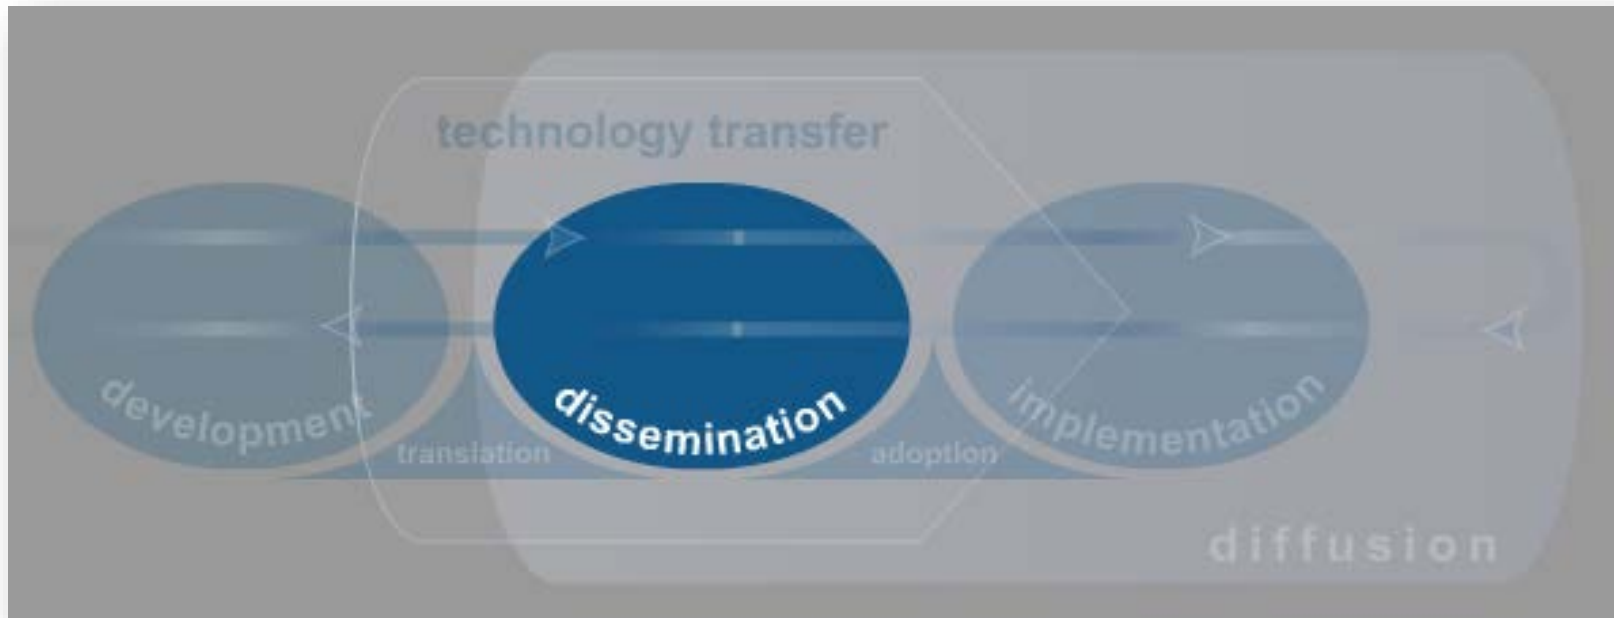 technology transfer
development
translation
dissemination
adoption
implementation
diffusion